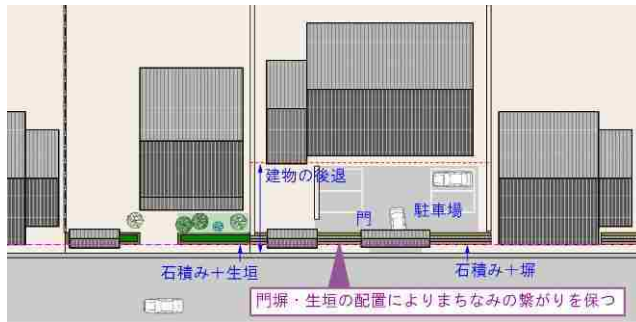 建物の後退
門
駐車場
石積み＋生垣
石積み＋塀
門塀・生垣の配置によりまちなみの繋がりを保つ